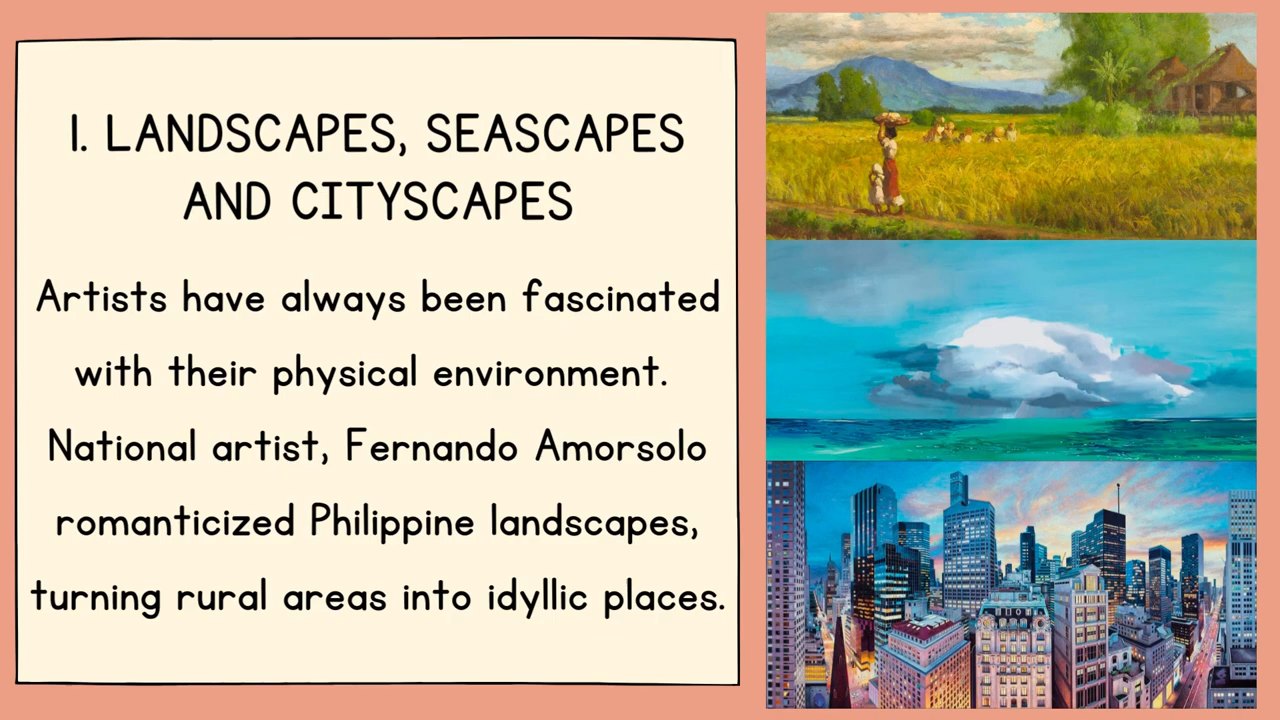 I. LANDSCAPES, SEASCAPES
AND CITYSCAPES
Artists have always been fascinated
with their physical environment.
National artist, Fernando Amorsolo
romanticized Philippine landscapes,
turning rural areas into idyllic places.